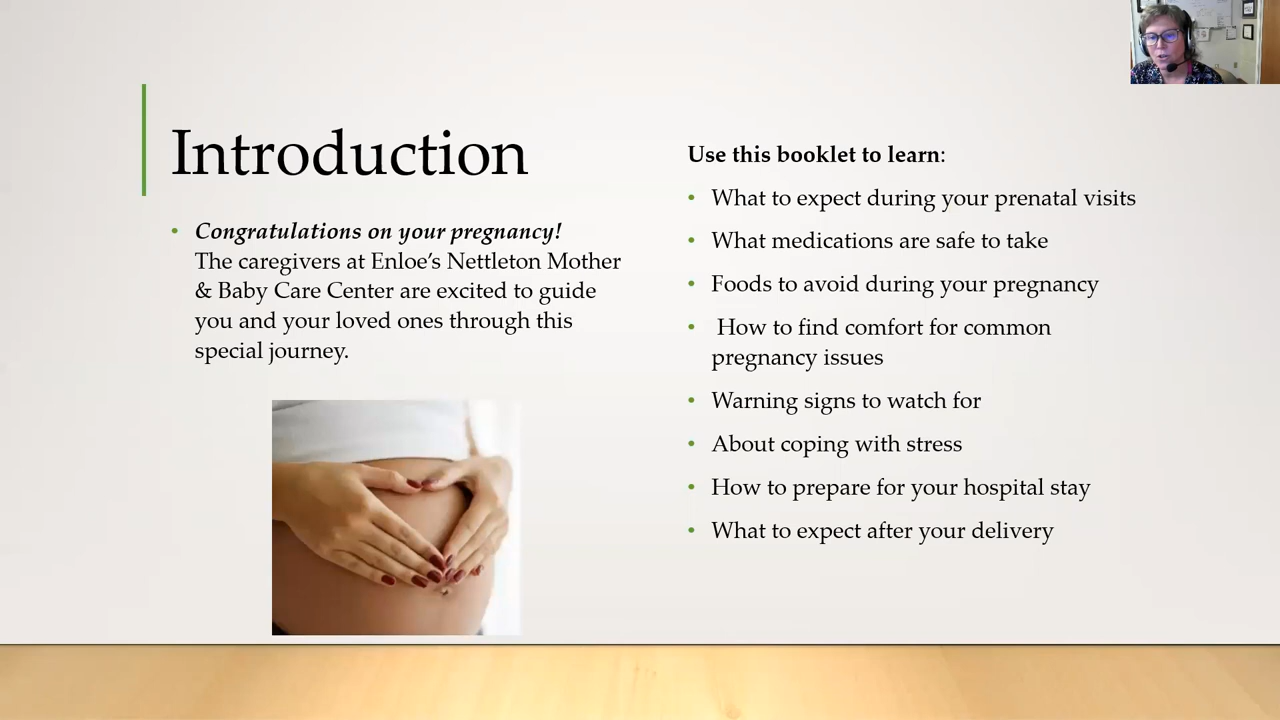 Introduction
Congratulations on your pregnancy!
The caregivers at Enloe’s Nettleton Mother
& Baby Care Center are excited to guide
you and your loved ones through this
special journey.
Use this booklet to learn:
What to expect during your prenatal visits
What medications are safe to take
Foods to avoid during your pregnancy
How to find comfort for common
pregnancy issues
Warning signs to watch for
About coping with stress
How to prepare for your hospital stay
What to expect after your delivery